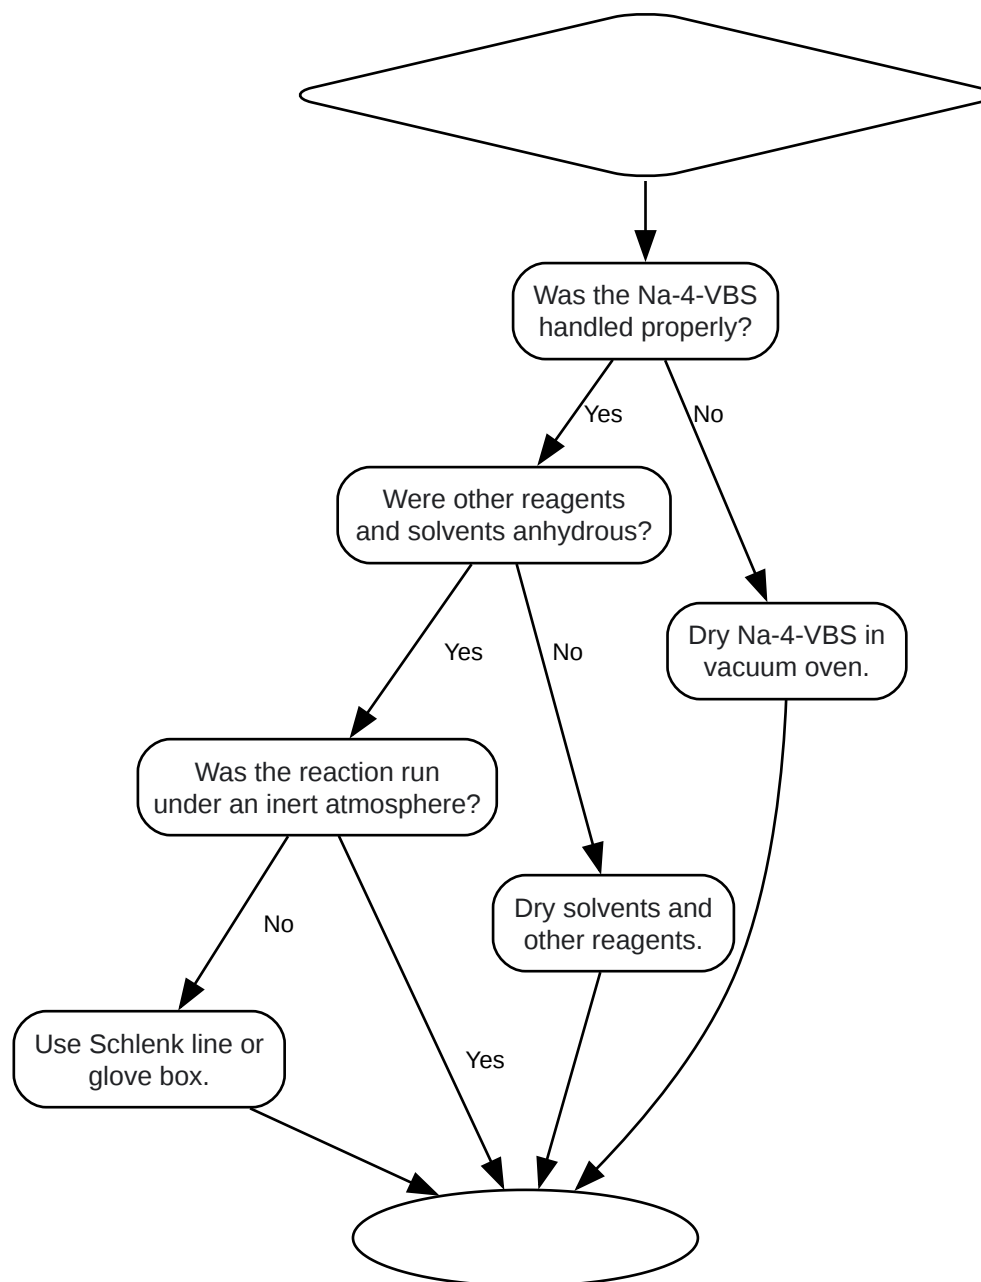 Was the Na-4-VBS
handled properly?
Yes
No
Were other reagents
and solvents anhydrous?
Dry Na-4-VBS in
vacuum oven.
Yes
No
Was the reaction run
under an inert atmosphere?
Dry solvents and
other reagents.
No
Yes
Use Schlenk line or
glove box.